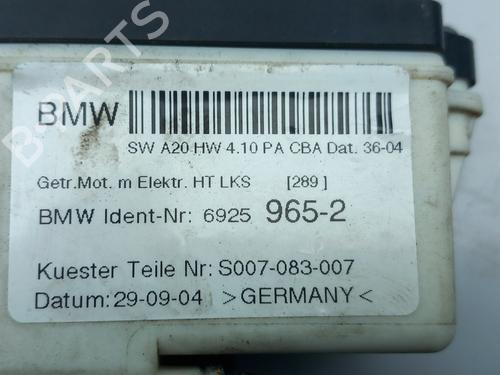 BMW
SW A20 HW 4.10 PA CBA Dat. 36-04
Getr.Mot. m Elektr. HT LKS [289]
BMW Ident-Nr: 6925 965-2
Kuester Teile Nr: S007-083-007
Datum:29-09-04 >GERMANY<
B-PARTS